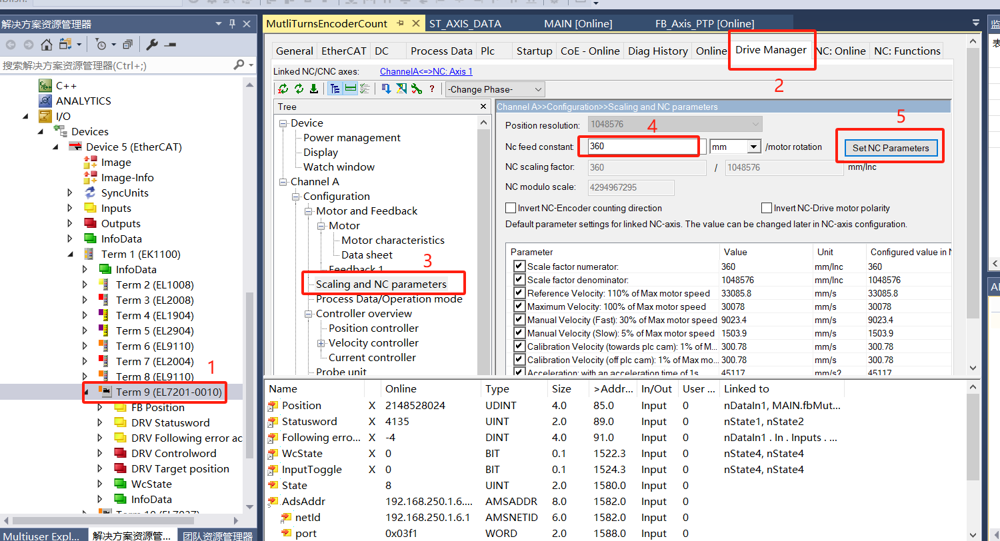 解决方案资源管理器
搜索解决方案资源管理器(Ctrl+;)
C++
ANALYTICS
I/O
Devices
Device 5 (EtherCAT)
Image
Image-Info
SyncUnits
Inputs
Outputs
InfoData
Term 1 (EK1100)
InfoData
Term 2 (EL1008)
Term 3 (EL2008)
Term 4 (EL1904)
Term 5 (EL2904)
Term 6 (EL9110)
Term 7 (EL2004)
Term 8 (EL9110)
1
Term 9 (EL7201-0010)
FB Position
DRV Statusword
DRV Following error ac
DRV Controlword
DRV Target position
WcState
InfoData
Multiuser Expl... 解决方案资源管... 团队资源管理器
MutliTurnsEncoderCount ST_AXIS_DATA MAIN [Online] FB_Axis_PTP [Online]
General EtherCAT DC Process Data Plc Startup CoE - Online Diag History Online Drive Manager NC: Online NC: Functions
2
Linked NC/CNC axes: ChannelA<=>NC: Axis 1
-Change Phase-
Tree
Device
Power management
Display
Watch window
Channel A
Configuration
Motor and Feedback
Motor
Motor characteristics
Data sheet
Feedback 1
3
Scaling and NC parameters
Process Data/Operation mode
Controller overview
Position controller
Velocity controller
Current controller
Probe unit
Channel A>>Configuration>>Scaling and NC parameters
Position resolution: 1048576
4
5
Nc feed constant: 360 mm /motor rotation Set NC Parameters
NC scaling factor: 360 / 1048576 mm/Inc
NC modulo scale: 4294967295
Invert NC-Encoder counting direction Invert NC-Drive motor polarity
Default parameter settings for linked NC-axis. The value can be changed later in NC-axis configuration.
Parameter Value Unit Configured value in N
Scale factor numerator: 360 mm/Inc 360
Scale factor denominator: 1048576 mm/Inc 1048576
Reference Velocity: 110% of Max motor speed 33085.8 mm/s 33085.8
Maximum Velocity: 100% of Max motor speed 30078 mm/s 30078
Manual Velocity (Fast): 30% of Max motor speed 9023.4 mm/s 9023.4
Manual Velocity (Slow): 5% of Max motor speed 1503.9 mm/s 1503.9
Calibration Velocity (towards plc cam): 1% of M... 300.78 mm/s 300.78
Calibration Velocity (off plc cam): 1% of Max mo... 300.78 mm/s 300.78
Acceleration: with an acceleration time of 1s 45117 mm/s2 45117
Name Online Type Size >Addr... In/Out User ... Linked to
Position X 2148528024 UDINT 4.0 85.0 Input 0 nDataIn1, MAIN.fbMut...
Statusword X 4135 UINT 2.0 89.0 Input 0 nState1, nState2
Following erro... X -4 DINT 4.0 91.0 Input 0 nDataIn1 . In . Inputs . ...
WcState X 0 BIT 0.1 1522.3 Input 0 nState4, nState4
InputToggle X 0 BIT 0.1 1524.3 Input 0 nState4, nState4
State 8 UINT 2.0 1580.0 Input 0
AdsAddr 192.168.250.1.6.... AMSADDR 8.0 1582.0 Input 0
netId 192.168.250.1.6.1 AMSNETID 6.0 1582.0 Input 0
port 0x03f1 WORD 2.0 1588.0 Input 0